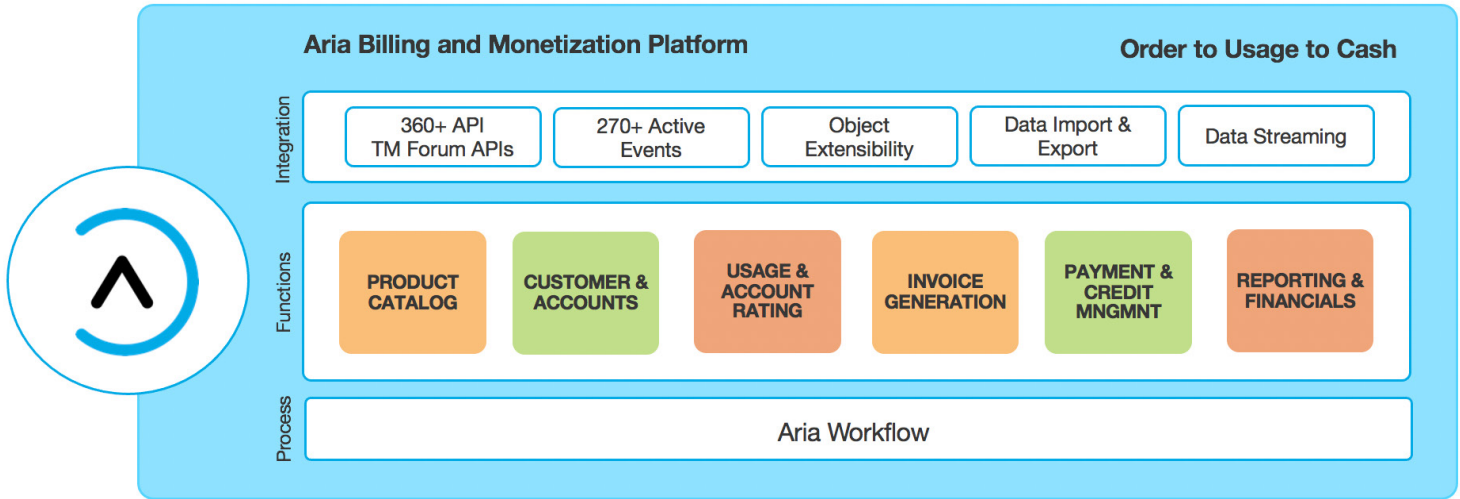 Aria Billing and Monetization Platform
Order to Usage to Cash
Integration
360+ API
TM Forum APIs
270+ Active
Events
Object
Extensibility
Data Import &
Export
Data Streaming
Functions
PRODUCT
CATALOG
CUSTOMER &
ACCOUNTS
USAGE &
ACCOUNT
RATING
INVOICE
GENERATION
PAYMENT &
CREDIT
MNGMNT
REPORTING &
FINANCIALS
Process
Aria Workflow